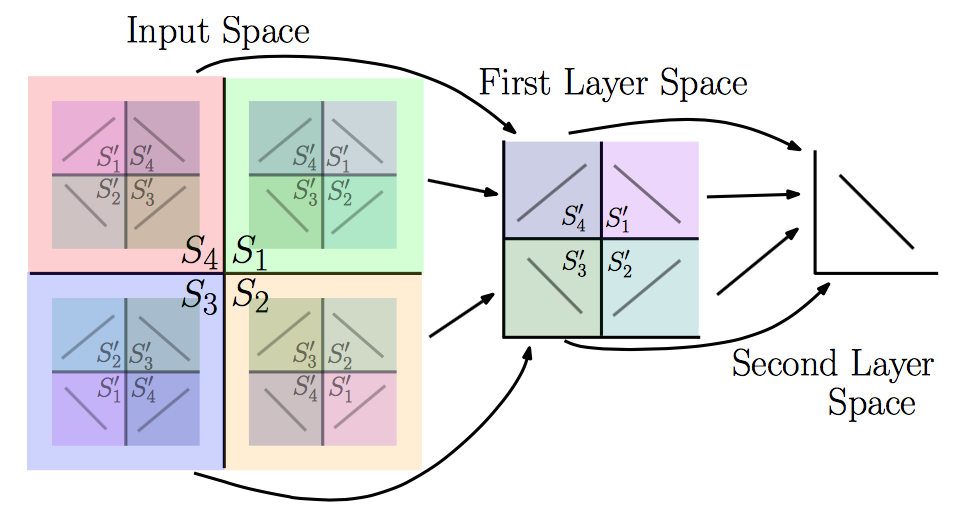 Input Space
First Layer Space
S′₁ S′₄
S′₂ S′₃
S′₄ S′₁
S′₃ S′₂
S₄ S₁
S₃ S₂
S′₂ S′₃
S′₁ S′₄
S′₃ S′₂
S′₄ S′₁
S′₄ S′₁
S′₃ S′₂
Second Layer
Space